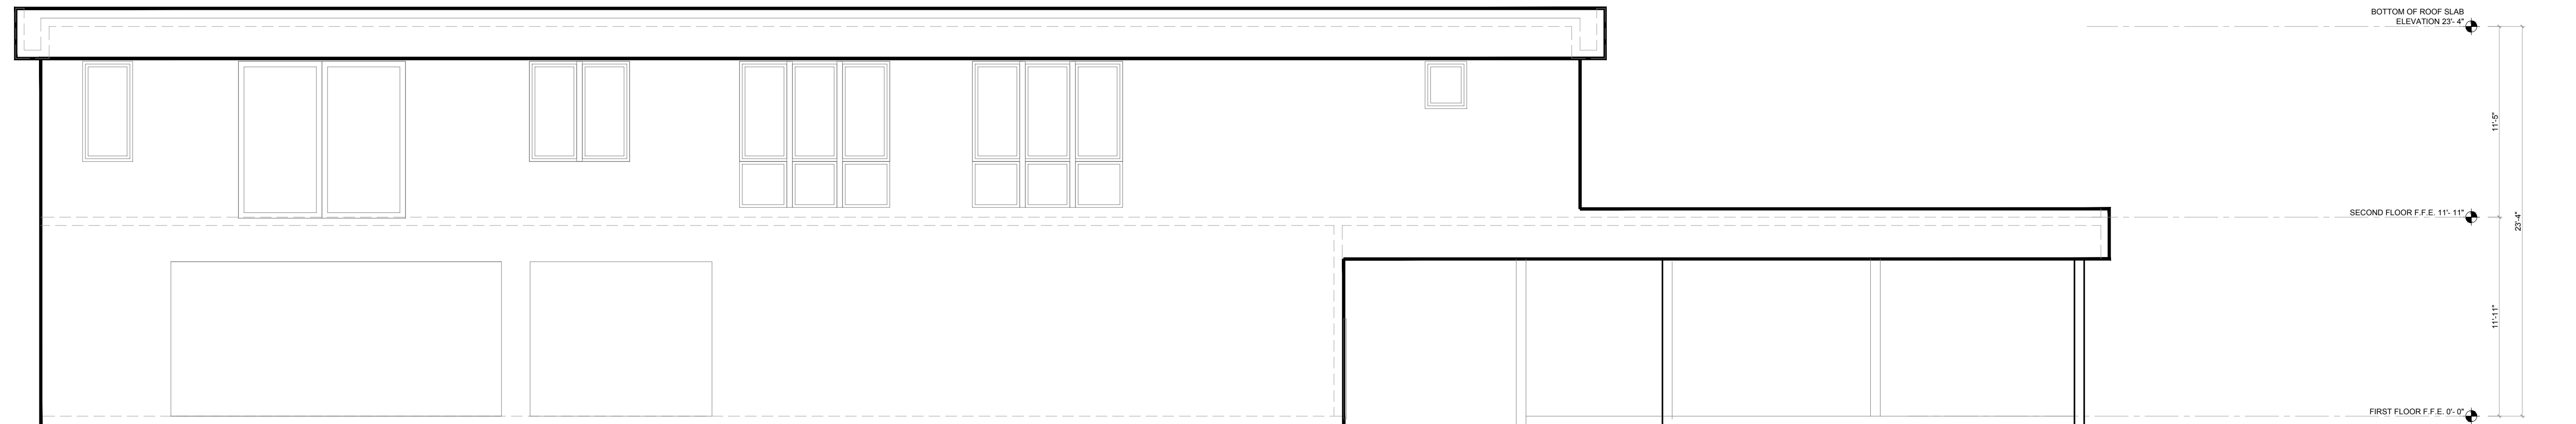 BOTTOM OF ROOF SLAB
ELEVATION 23'- 4"
11'-5"
SECOND FLOOR F.F.E. 11'- 11"
23'-4"
11'-11"
FIRST FLOOR F.F.E. 0'- 0"